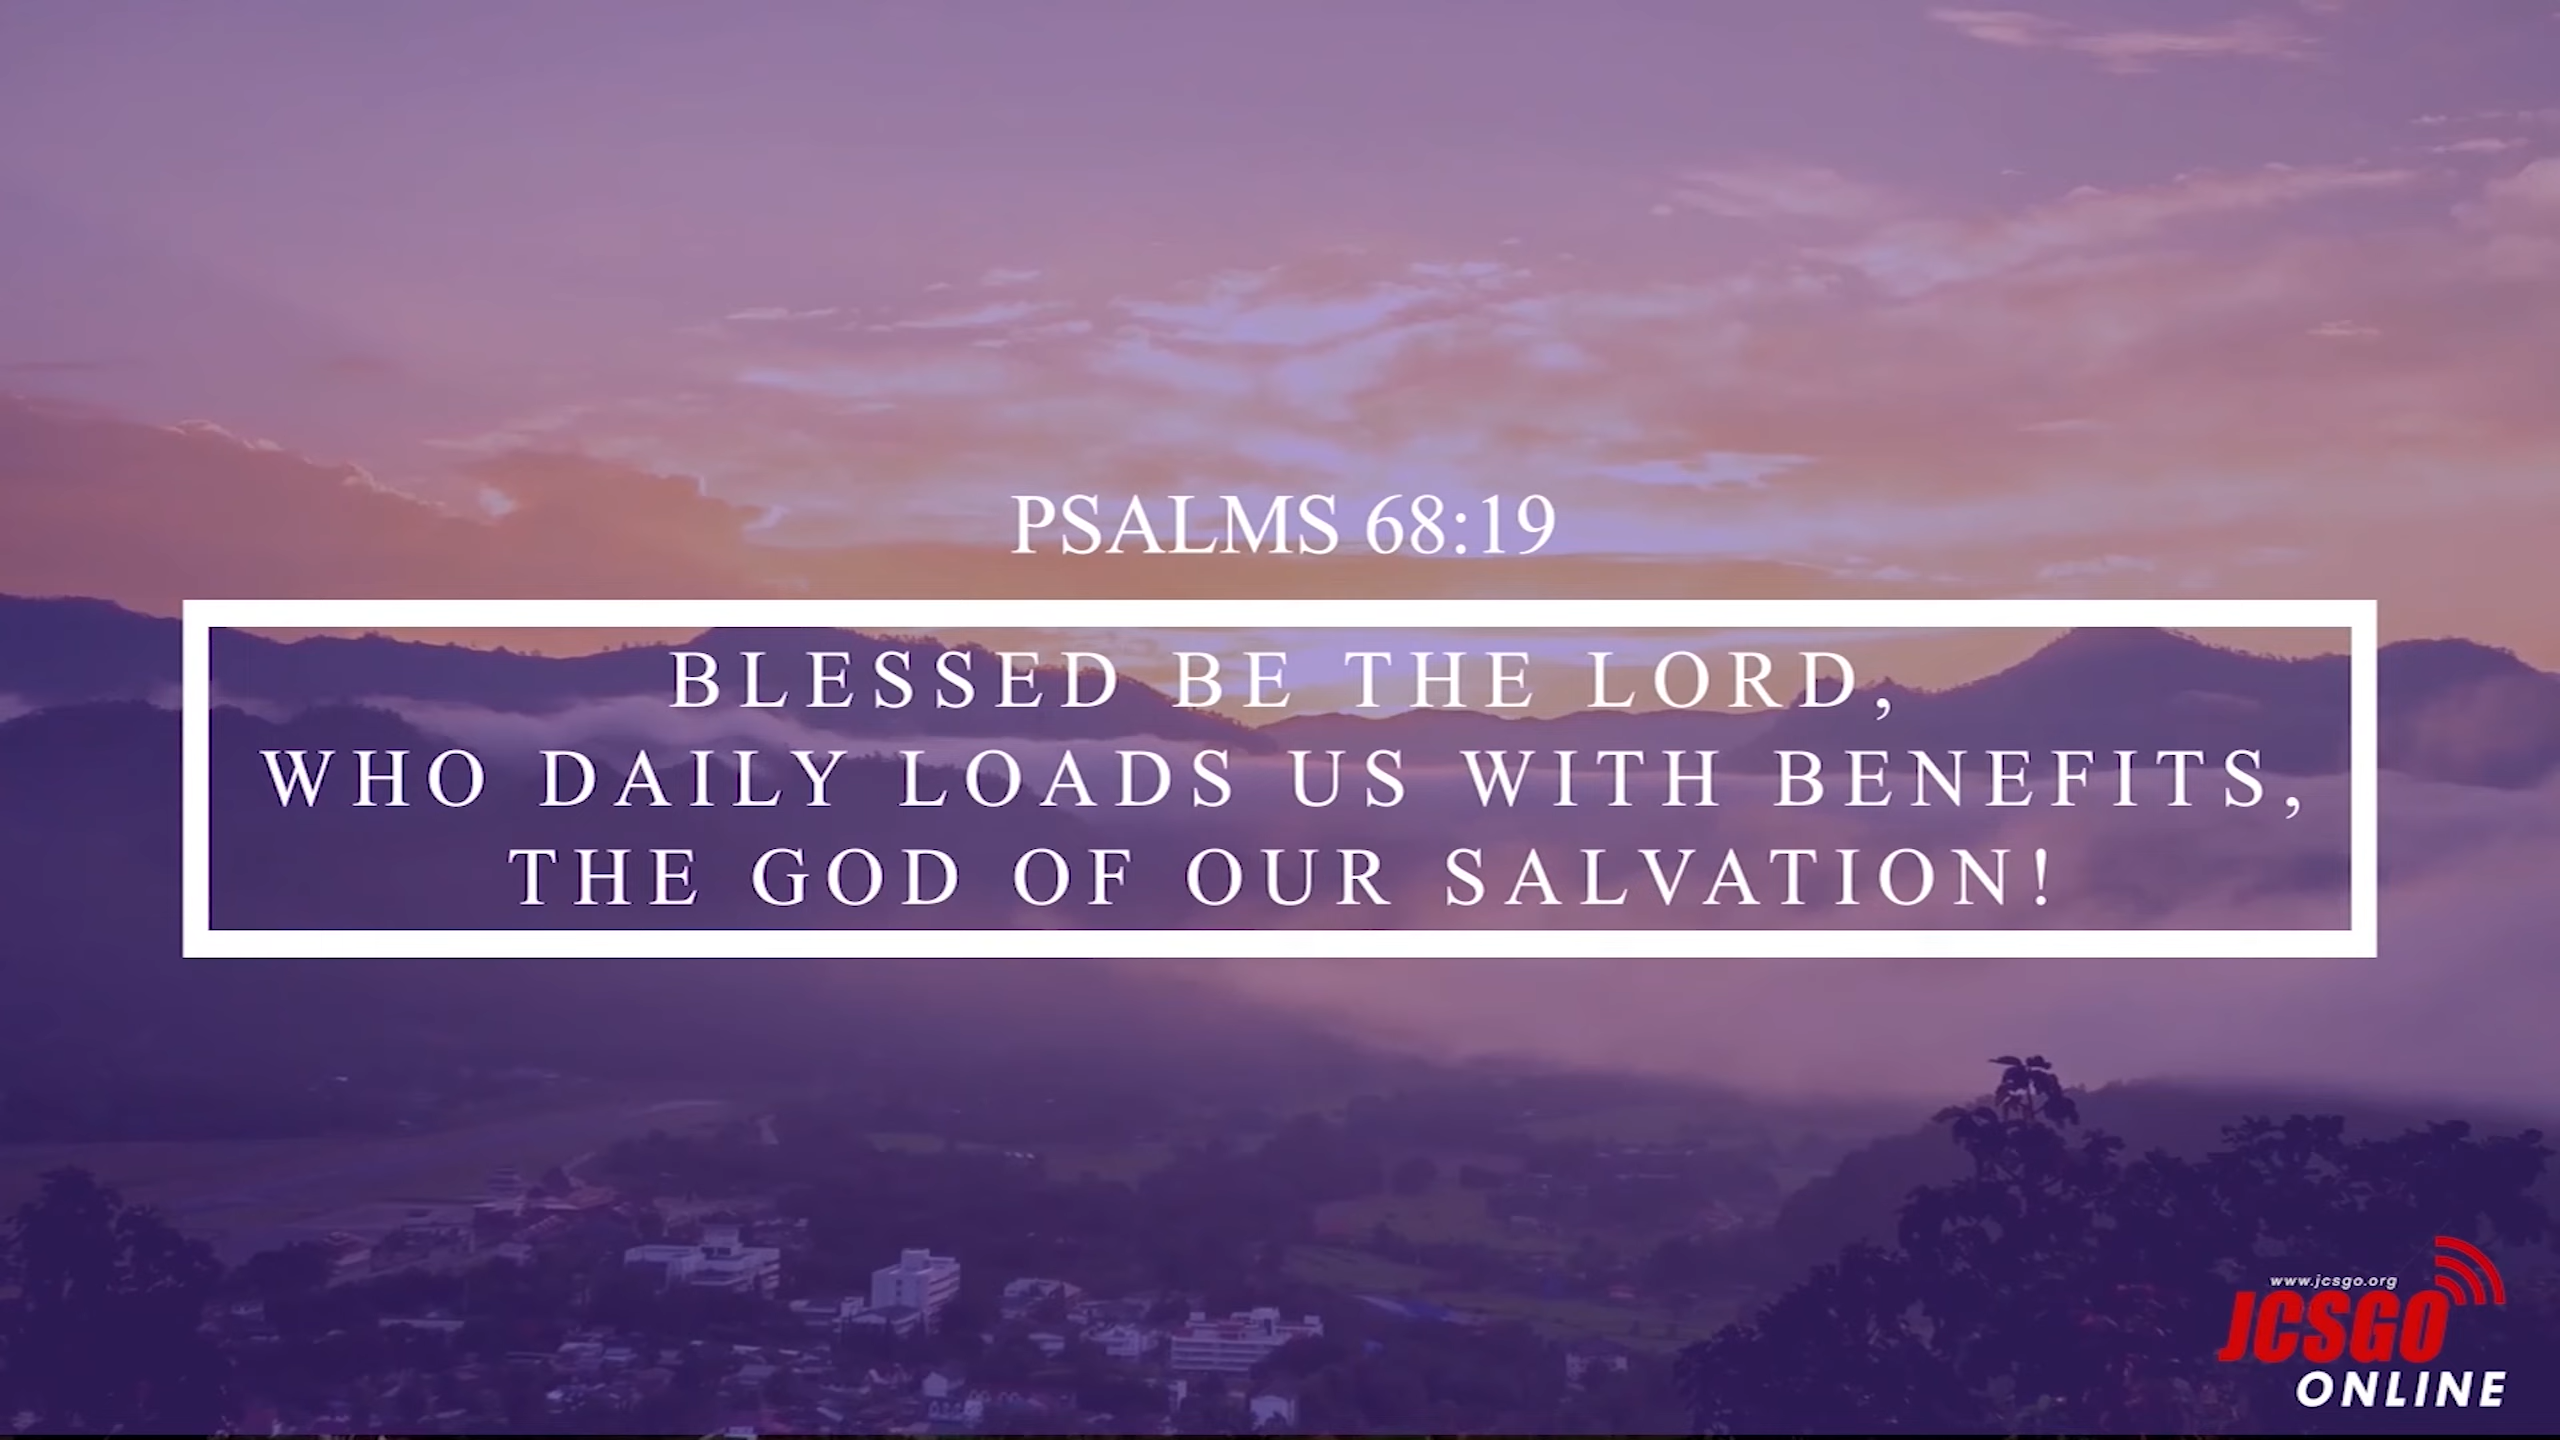 PSALMS 68:19
BLESSED BE THE LORD,
WHO DAILY LOADS US WITH BENEFITS,
THE GOD OF OUR SALVATION!
www.jcsgo.org
JCSGO
ONLINE